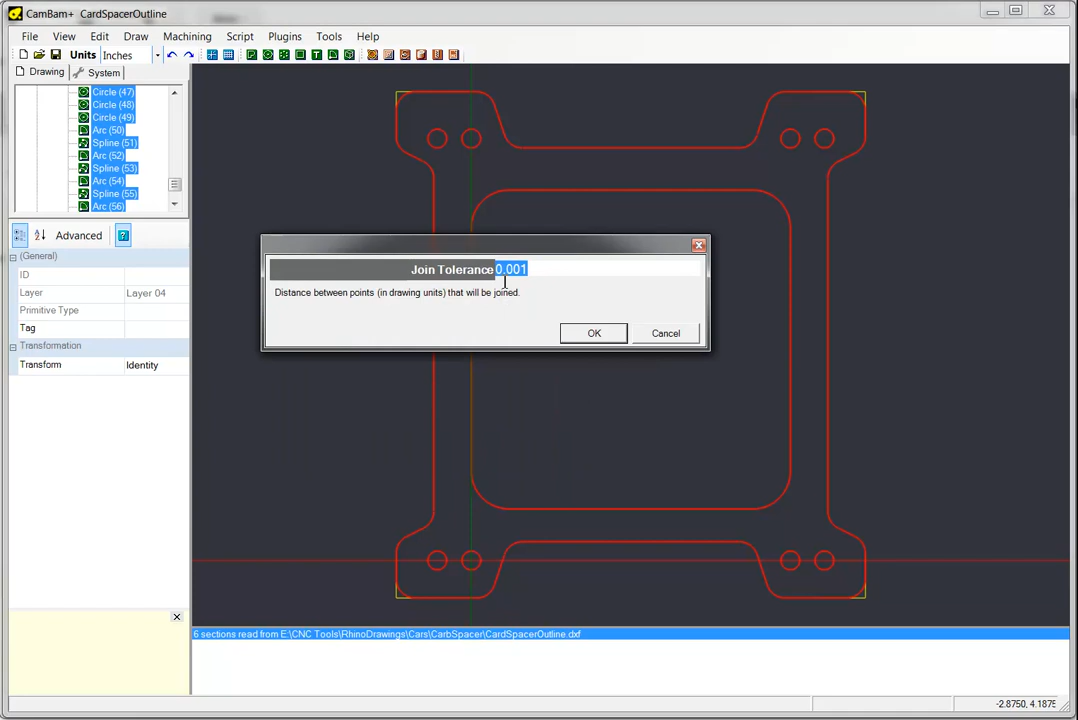 CamBam+ CardSpacerOutline
File View Edit Draw Machining Script Plugins Tools Help
Units Inches
Drawing System
Circle (47)
Circle (48)
Circle (49)
Arc (50)
Spline (51)
Arc (52)
Spline (53)
Arc (54)
Spline (55)
Arc (56)
Advanced
(General)
ID
Layer Layer 04
Primitive Type
Tag
Transformation
Transform Identity
Join Tolerance 0.001
Distance between points (in drawing units) that will be joined.
OK Cancel
6 sections read from E:\CNC Tools\RhinoDrawings\Cars\CarbSpacer\CardSpacerOutline.dxf
-2.8750, 4.1875